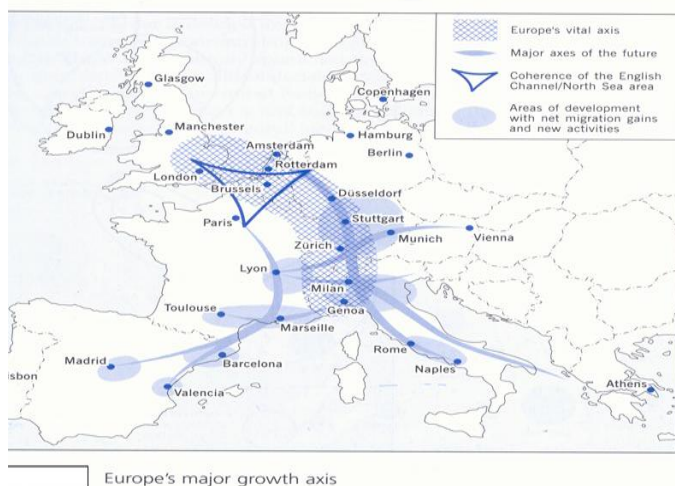 Europe's vital axis
Major axes of the future
Coherence of the English
Channel/North Sea area
Areas of development
with net migration gains
and new activities
Glasgow
Copenhagen
Dublin
Manchester
Hamburg
Amsterdam
Berlin
Rotterdam
London
Brussels
Düsseldorf
Paris
Stuttgart
Munich
Vienna
Zürich
Lyon
Milan
Toulouse
Genoa
Marseille
Madrid
Rome
Barcelona
Naples
isbon
Valencia
Athens
Europe's major growth axis